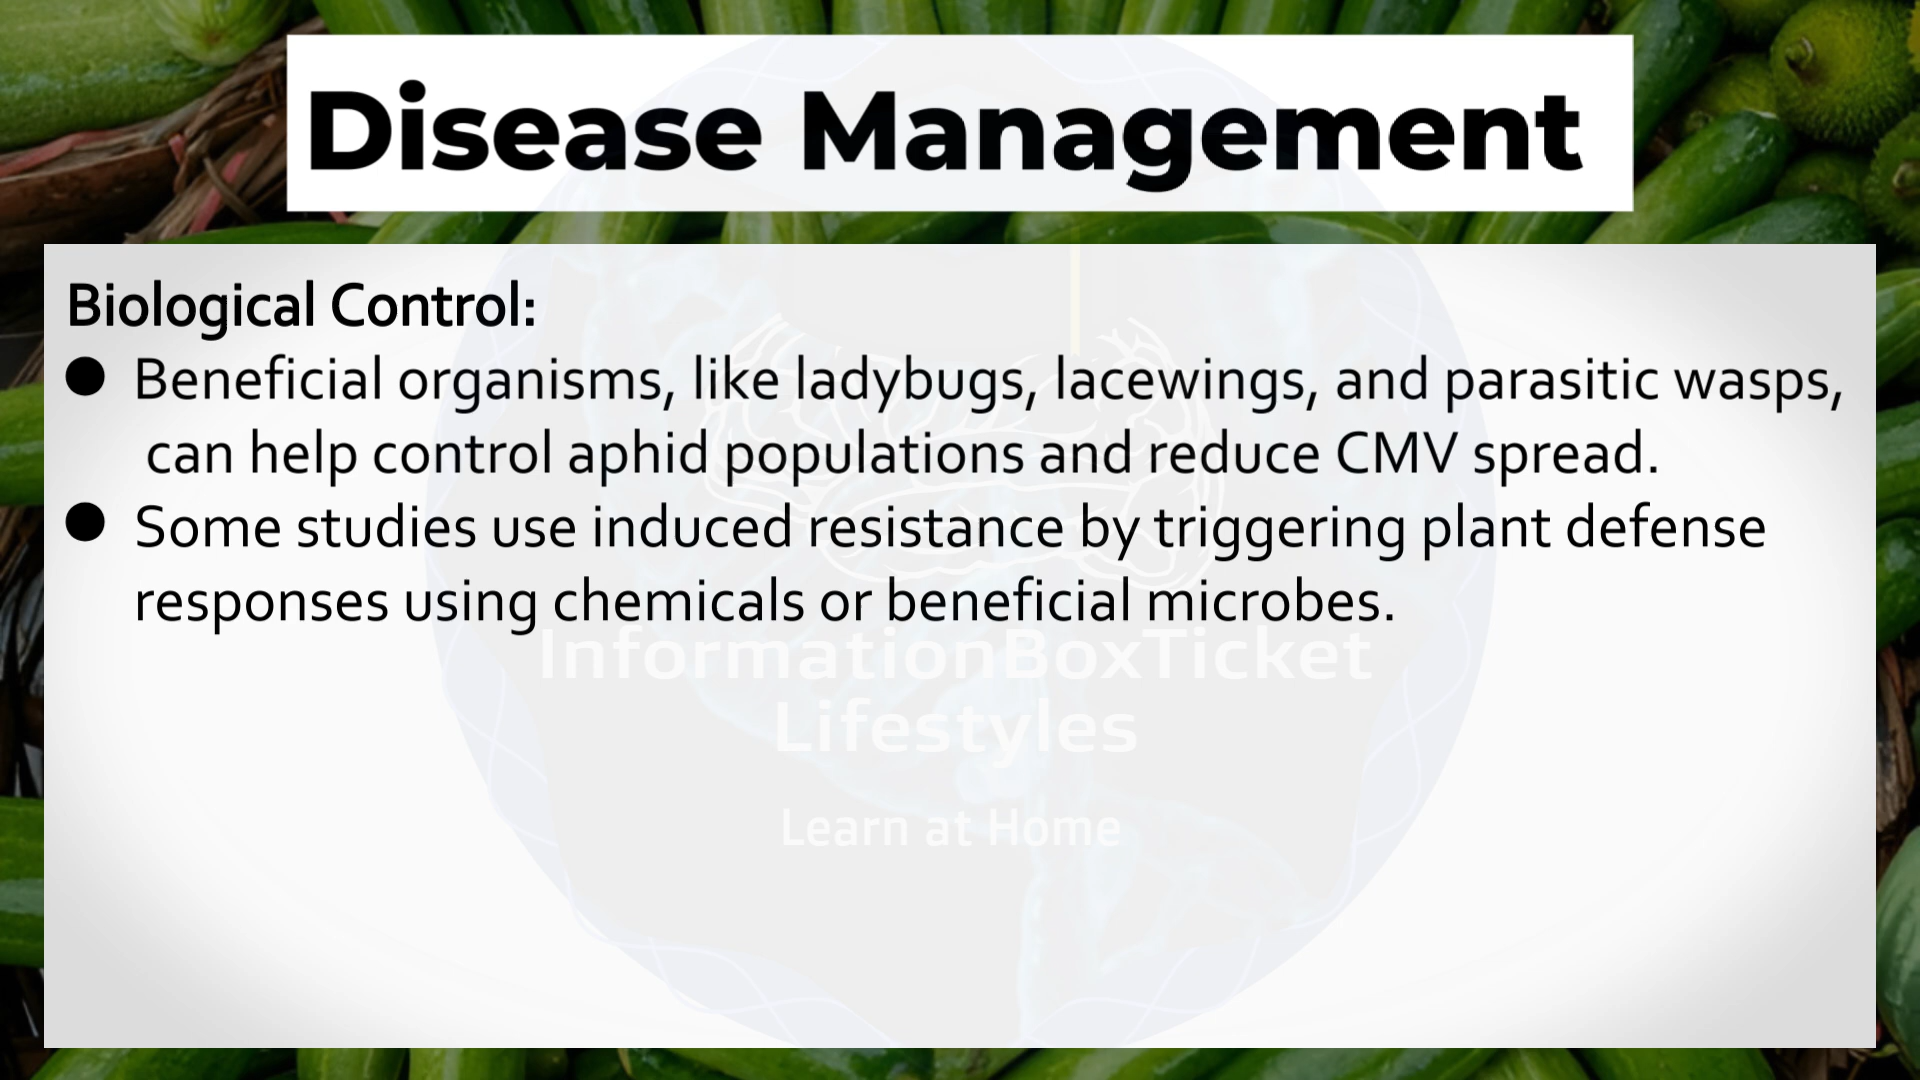 Disease Management
Biological Control:
● Beneficial organisms, like ladybugs, lacewings, and parasitic wasps,
can help control aphid populations and reduce CMV spread.
● Some studies use induced resistance by triggering plant defense
responses using chemicals or beneficial microbes.
InformationBoxTicket
Lifestyles
Learn at Home